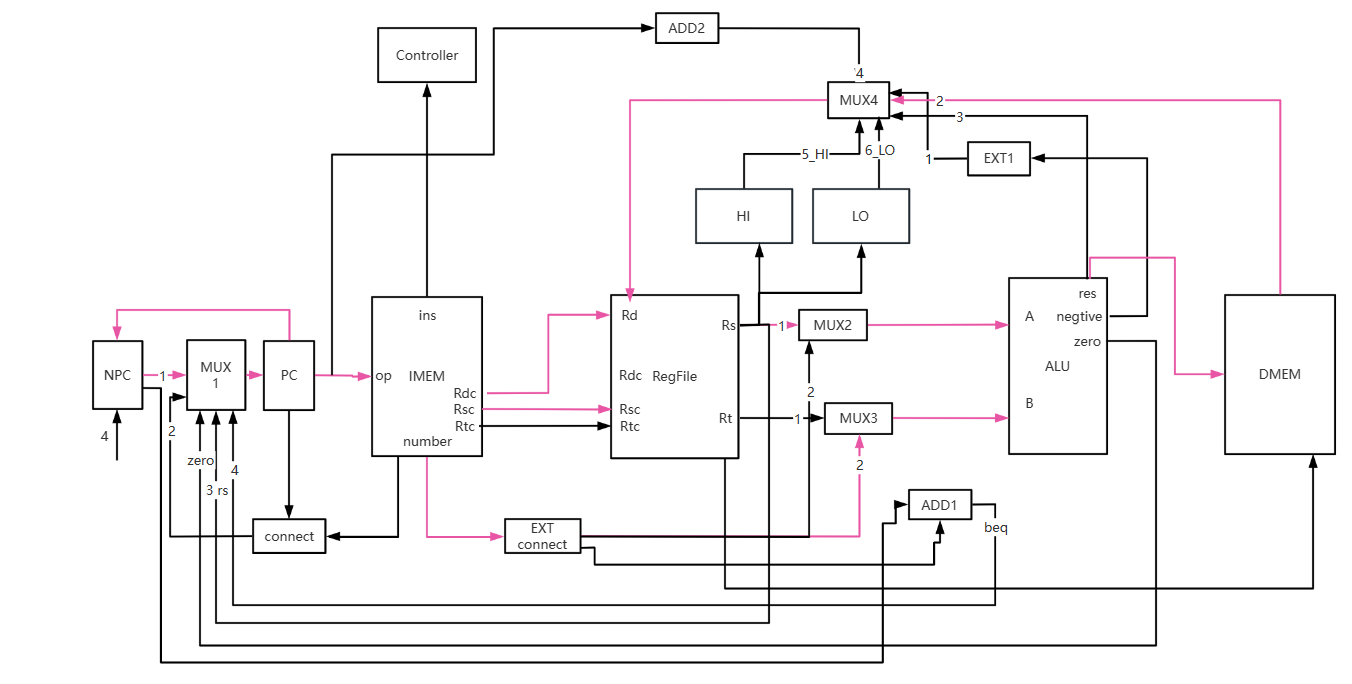 ADD2
Controller
4
MUX4
2
3
5_HI
6_LO
1
EXT1
HI
LO
ins
Rd
Rs
1
MUX2
res
A
negtive
zero
NPC
1
MUX
1
PC
op
IMEM
Rdc
RegFile
ALU
DMEM
Rdc
Rsc
Rtc
number
Rsc
Rtc
Rt
1
2
MUX3
B
4
2
zero
3 rs
4
2
connect
EXT
connect
ADD1
beq